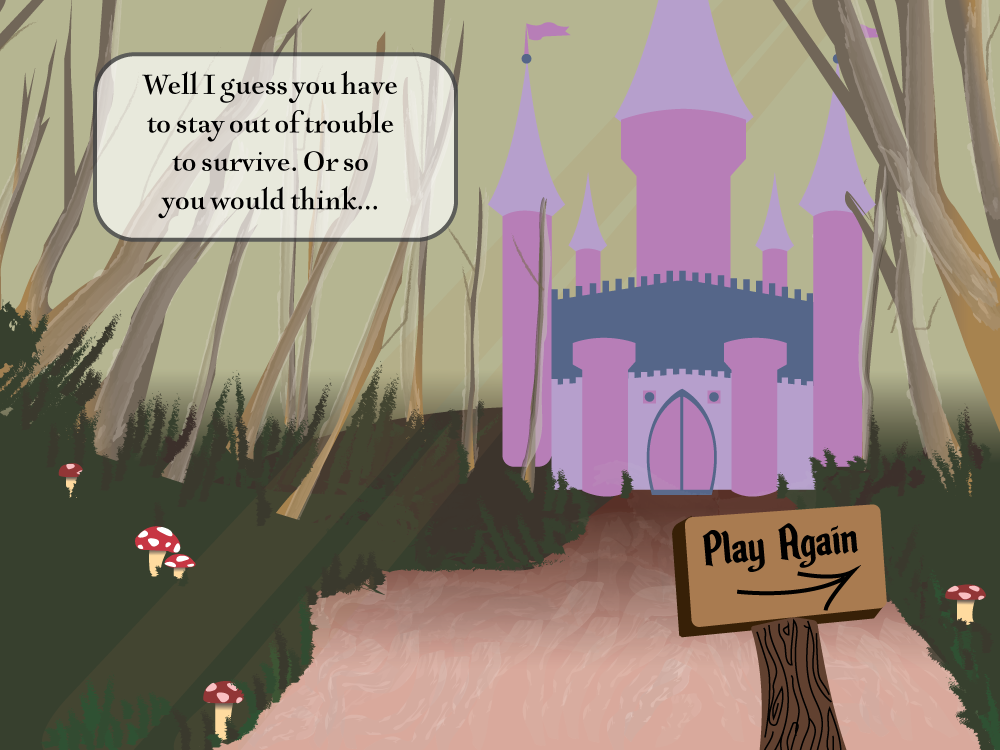 Well I guess you have
to stay out of trouble
to survive. Or so
you would think...
Play Again